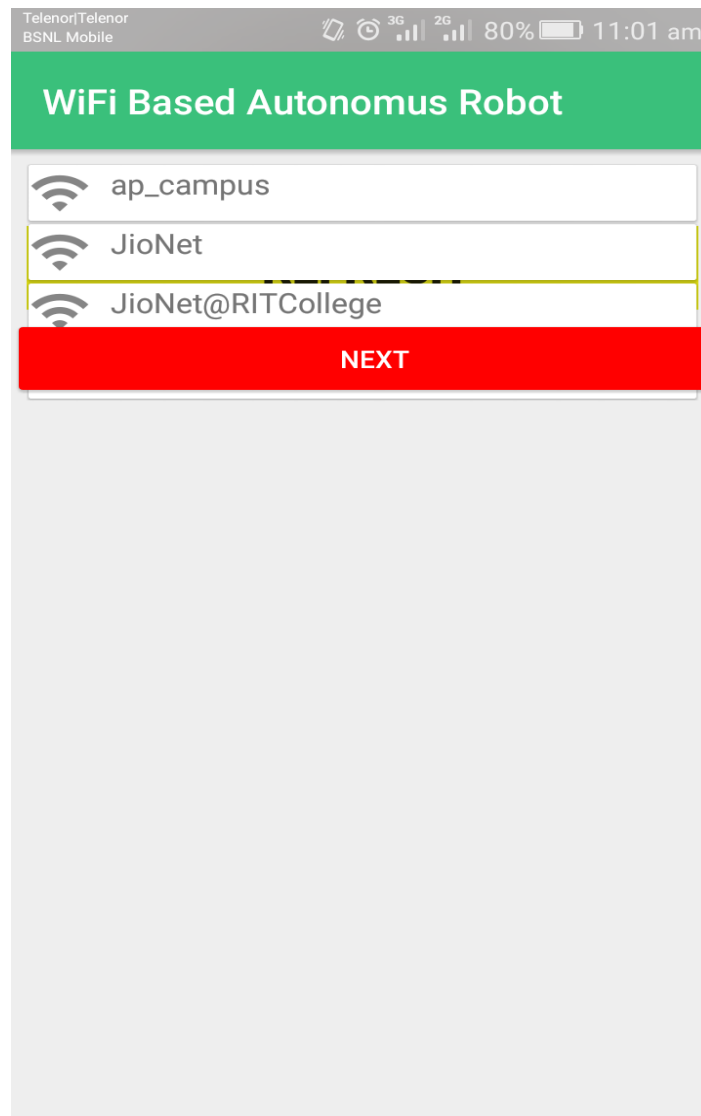 Telenor|Telenor
BSNL Mobile
3G 2G 80% 11:01 am
WiFi Based Autonomus Robot
ap_campus
JioNet
JioNet@RITCollege
NEXT